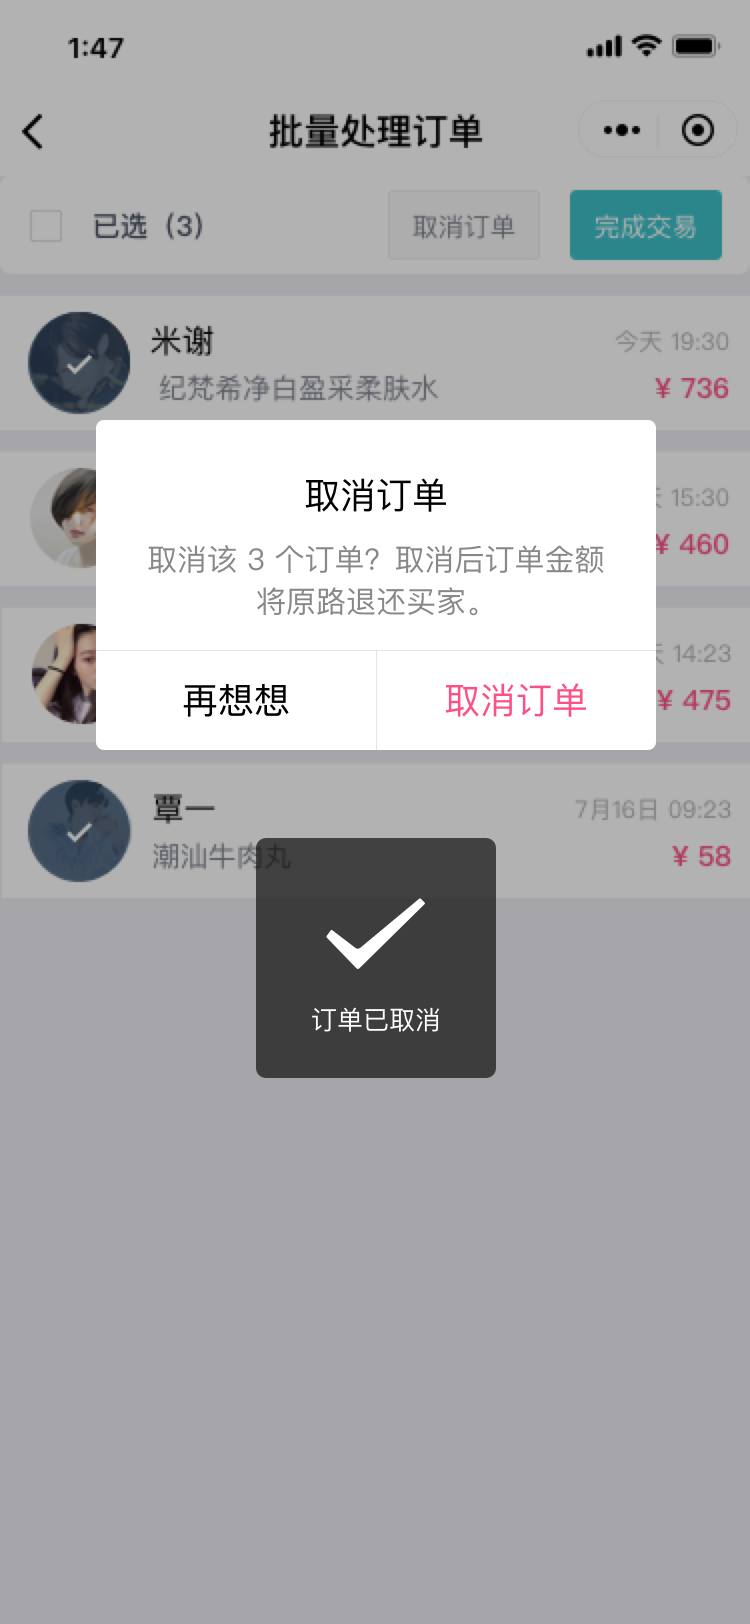 1:47
批量处理订单
已选（3）
取消订单
完成交易
米谢
今天 19:30
纪梵希净白盈采柔肤水
¥ 736
15:30
¥ 460
14:23
¥ 475
取消订单
取消该 3 个订单？取消后订单金额
将原路退还买家。
再想想
取消订单
覃一
7月16日 09:23
潮汕牛肉丸
¥ 58
订单已取消